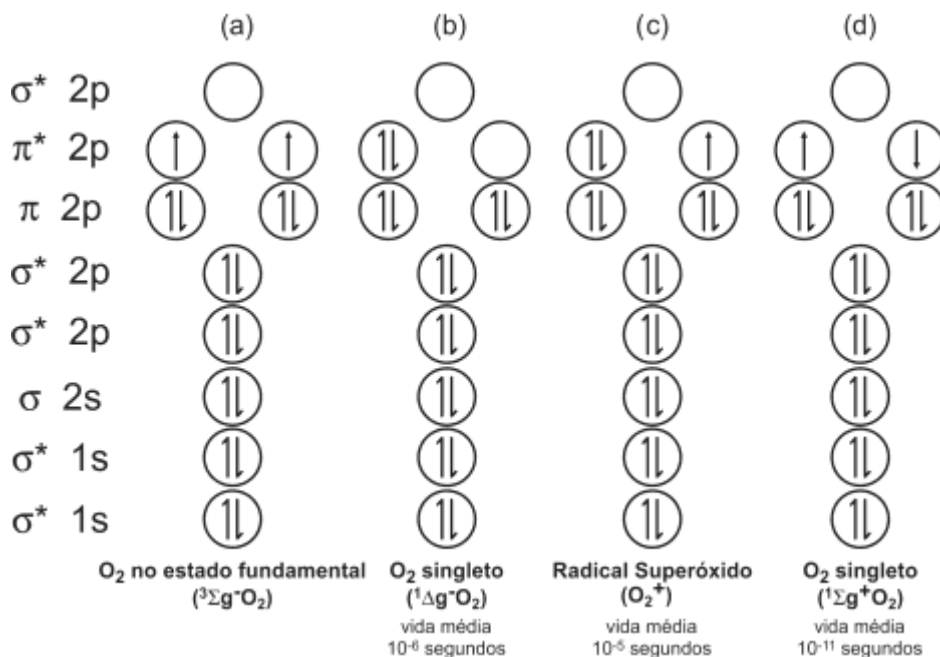 (a) (b) (c) (d)
σ* 2p
π* 2p
π 2p
σ* 2p
σ* 2p
σ 2s
σ* 1s
σ* 1s
O₂ no estado fundamental
(³Σg⁻O₂)
O₂ singleto
(¹Δg⁻O₂)
vida média
10⁻⁶ segundos
Radical Superóxido
(O₂⁺)
vida média
10⁻⁵ segundos
O₂ singleto
(¹Σg⁺O₂)
vida média
10⁻¹¹ segundos